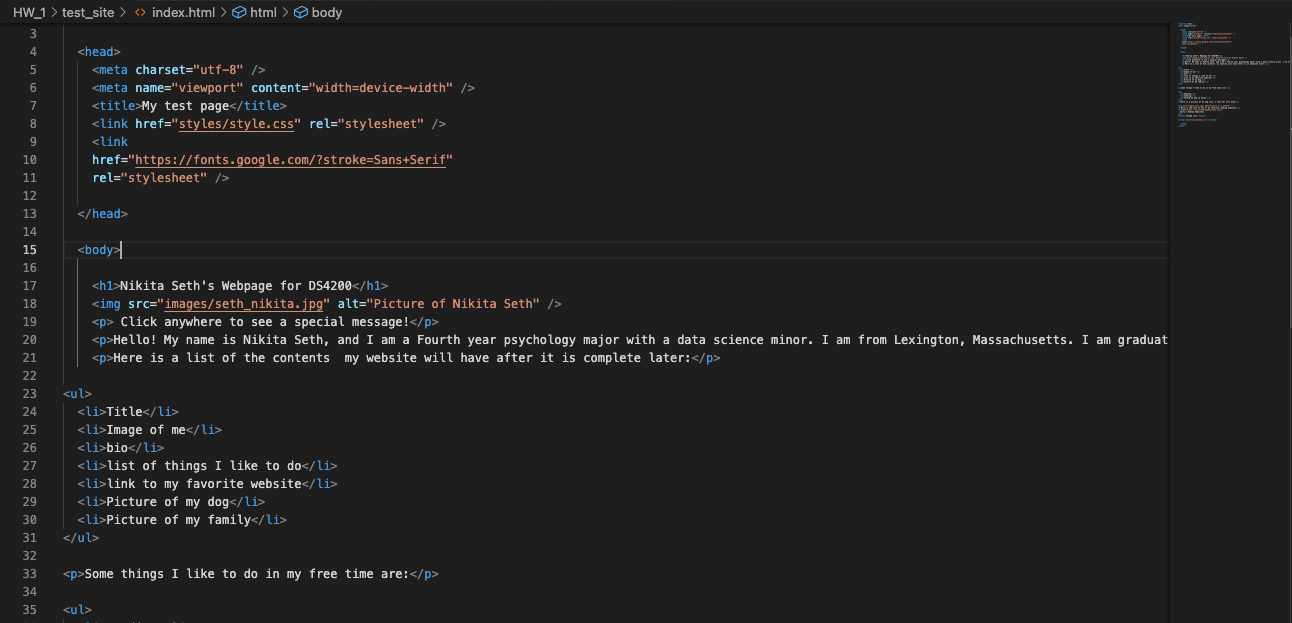 HW_1 > test_site > <> index.html > html > body
3
4 <head>
5 <meta charset="utf-8" />
6 <meta name="viewport" content="width=device-width" />
7 <title>My test page</title>
8 <link href="styles/style.css" rel="stylesheet" />
9 <link
10 href="https://fonts.google.com/?stroke=Sans+Serif"
11 rel="stylesheet" />
12
13 </head>
14
15 <body>
16
17 <h1>Nikita Seth's Webpage for DS4200</h1>
18 <img src="images/seth_nikita.jpg" alt="Picture of Nikita Seth" />
19 <p> Click anywhere to see a special message!</p>
20 <p>Hello! My name is Nikita Seth, and I am a Fourth year psychology major with a data science minor. I am from Lexington, Massachusetts. I am graduat
21 <p>Here is a list of the contents  my website will have after it is complete later:</p>
22
23 <ul>
24 <li>Title</li>
25 <li>Image of me</li>
26 <li>bio</li>
27 <li>list of things I like to do</li>
28 <li>link to my favorite website</li>
29 <li>Picture of my dog</li>
30 <li>Picture of my family</li>
31 </ul>
32
33 <p>Some things I like to do in my free time are:</p>
34
35 <ul>